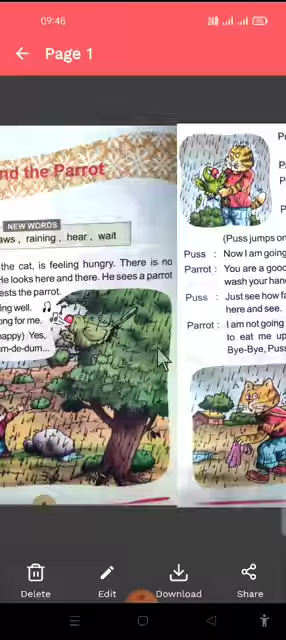 09:46
Page 1
nd the Parrot
NEW WORDS
aws , raining , hear , wait
the cat, is feeling hungry. There is no
He looks here and there. He sees a parrot
ests the parrot.
ing well.
ong for me.
happy) Yes,
m-de-dum...
(Puss jumps on
Puss : Now I am going
Parrot : You are a good
wash your han
Puss : Just see how fa
here and see.
Parrot : I am not going
to eat me up
Bye-Bye, Puss
Delete
Edit
Download
Share